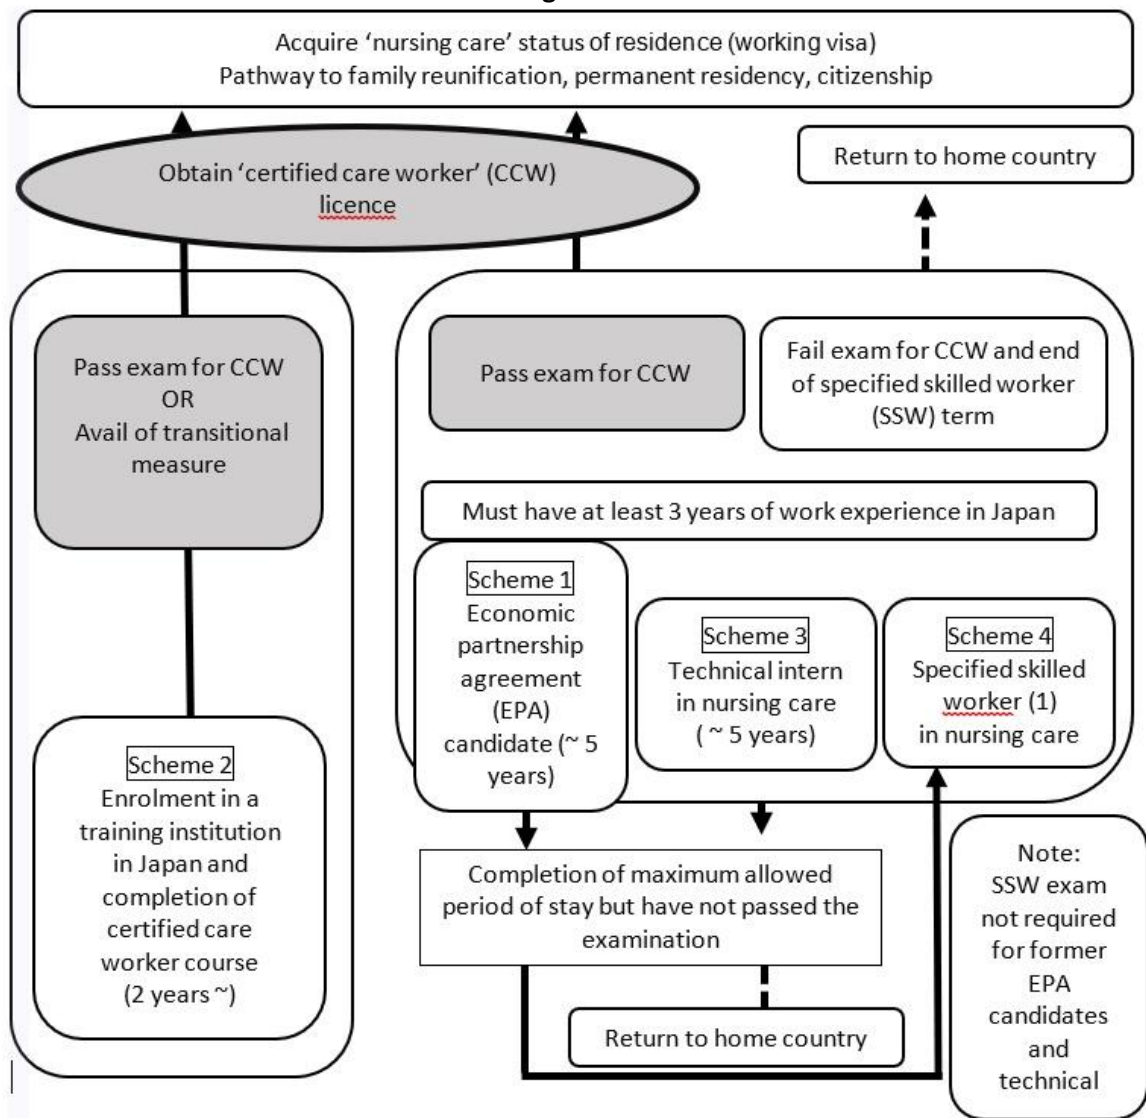 Acquire ‘nursing care’ status of residence (working visa)
Pathway to family reunification, permanent residency, citizenship
Obtain ‘certified care worker’ (CCW)
licence
Return to home country
Pass exam for CCW
OR
Avail of transitional
measure
Pass exam for CCW
Fail exam for CCW and end
of specified skilled worker
(SSW) term
Must have at least 3 years of work experience in Japan
Scheme 1
Economic
partnership
agreement
(EPA)
candidate (~ 5
years)
Scheme 3
Technical intern
in nursing care
( ~ 5 years)
Scheme 4
Specified skilled
worker (1)
in nursing care
Scheme 2
Enrolment in a
training institution
in Japan and
completion of
certified care
worker course
(2 years ~)
Completion of maximum allowed
period of stay but have not passed the
examination
Return to home country
Note:
SSW exam
not required
for former
EPA
candidates
and
technical